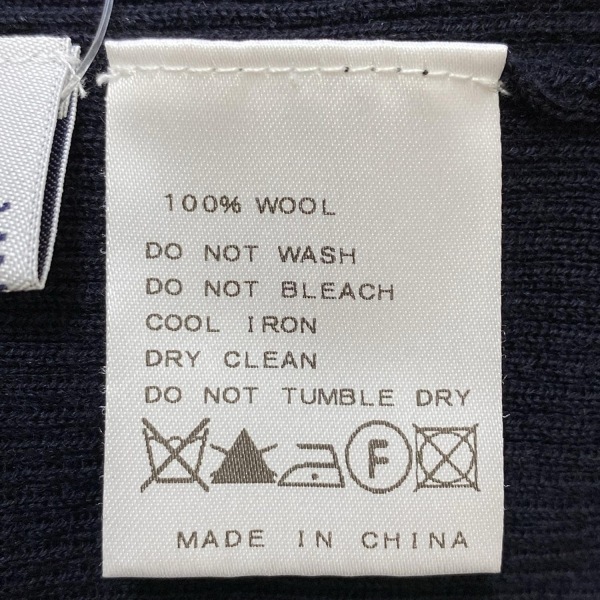 100% WOOL
DO NOT WASH
DO NOT BLEACH
COOL IRON
DRY CLEAN
DO NOT TUMBLE DRY
F
MADE IN CHINA